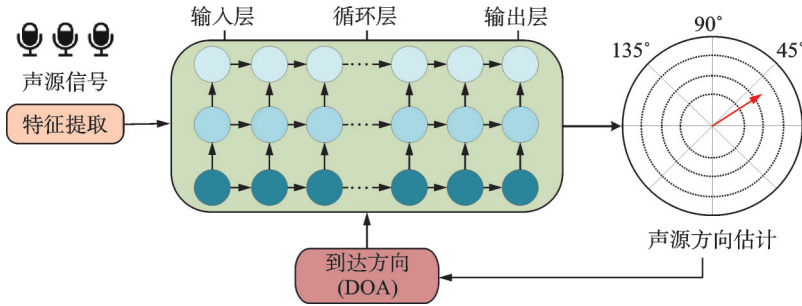 输入层
循环层
输出层
声源信号
特征提取
90°
135°
45°
声源方向估计
到达方向
(DOA)